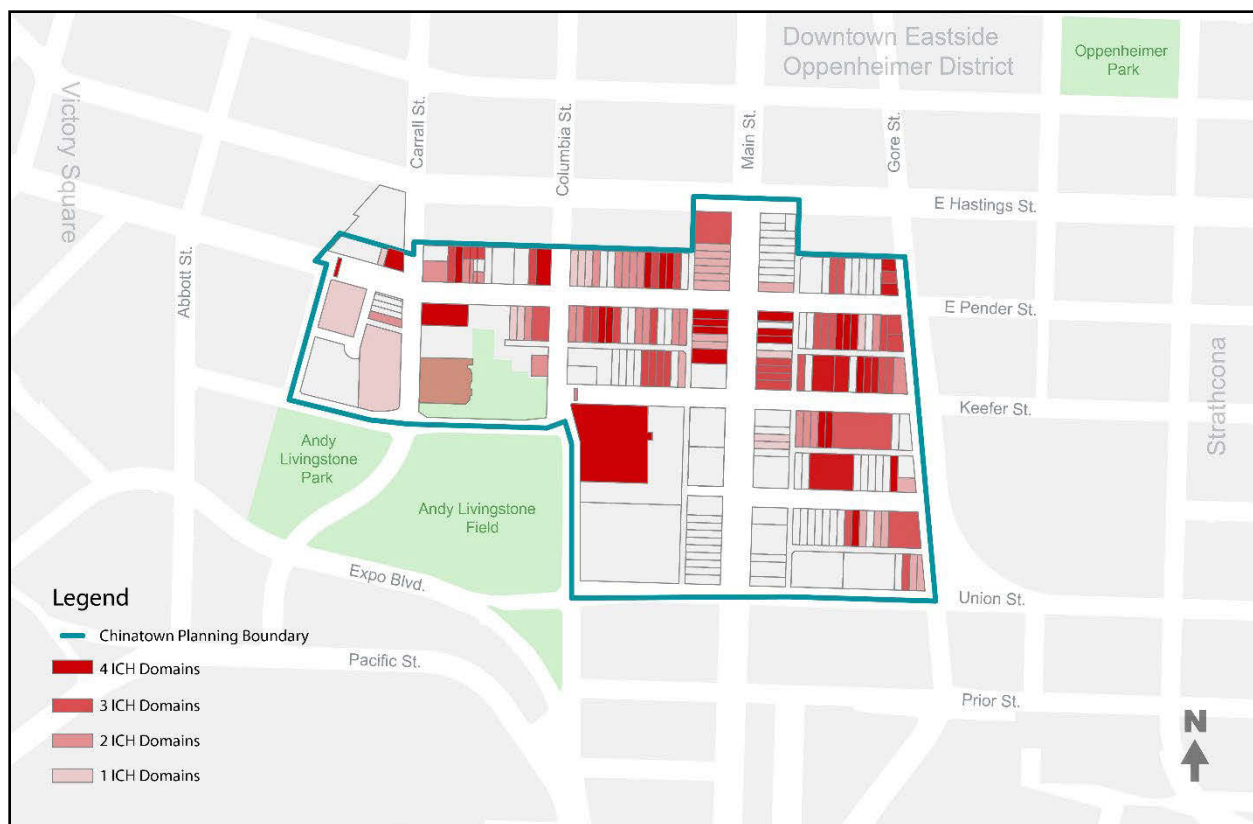 Downtown Eastside
Oppenheimer District
Oppenheimer
Park
Victory Square
Carrall St.
Columbia St.
Main St.
Gore St.
E Hastings St.
Abbott St.
E Pender St.
Strathcona
Keefer St.
Andy
Livingstone
Park
Andy Livingstone
Field
Expo Blvd.
Union St.
Pacific St.
Prior St.
Legend
Chinatown Planning Boundary
4 ICH Domains
3 ICH Domains
2 ICH Domains
1 ICH Domains
N